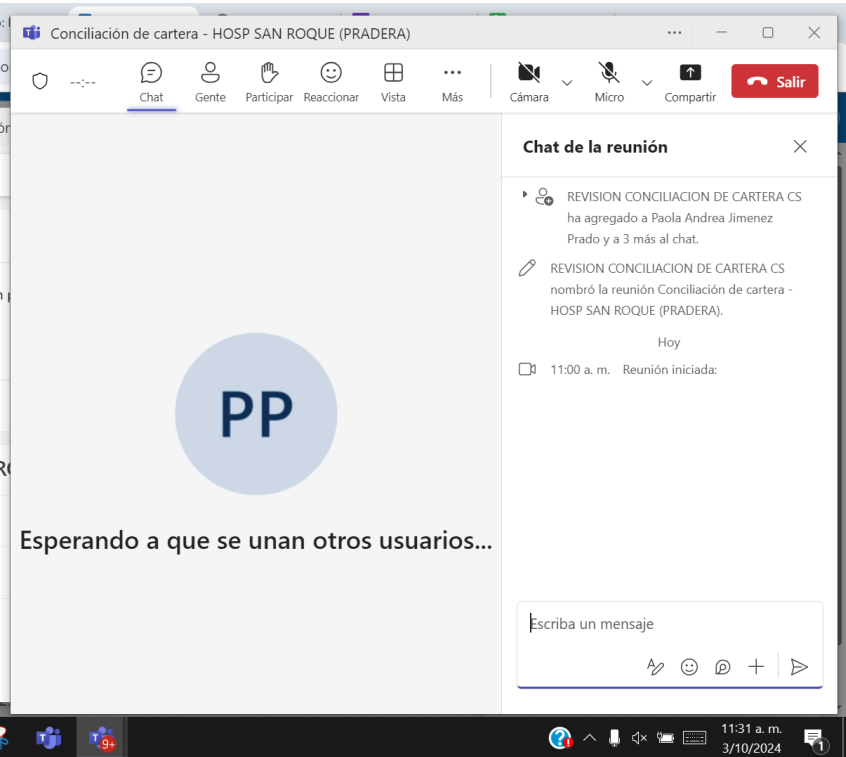 Conciliación de cartera - HOSP SAN ROQUE (PRADERA)
--:--
Chat
Gente
Participar
Reaccionar
Vista
Más
Cámara
Micro
Compartir
Salir
Chat de la reunión
REVISION CONCILIACION DE CARTERA CS
ha agregado a Paola Andrea Jimenez
Prado y a 3 más al chat.
REVISION CONCILIACION DE CARTERA CS
nombró la reunión Conciliación de cartera -
HOSP SAN ROQUE (PRADERA).
Hoy
11:00 a. m. Reunión iniciada:
PP
Esperando a que se unan otros usuarios...
Escriba un mensaje
9+
11:31 a. m.
3/10/2024
1